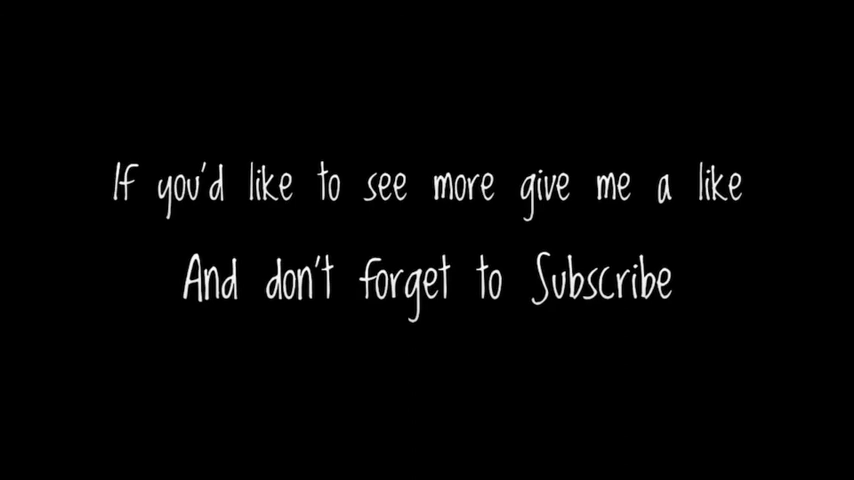 If you'd like to see more give me a like
And don't forget to Subscribe